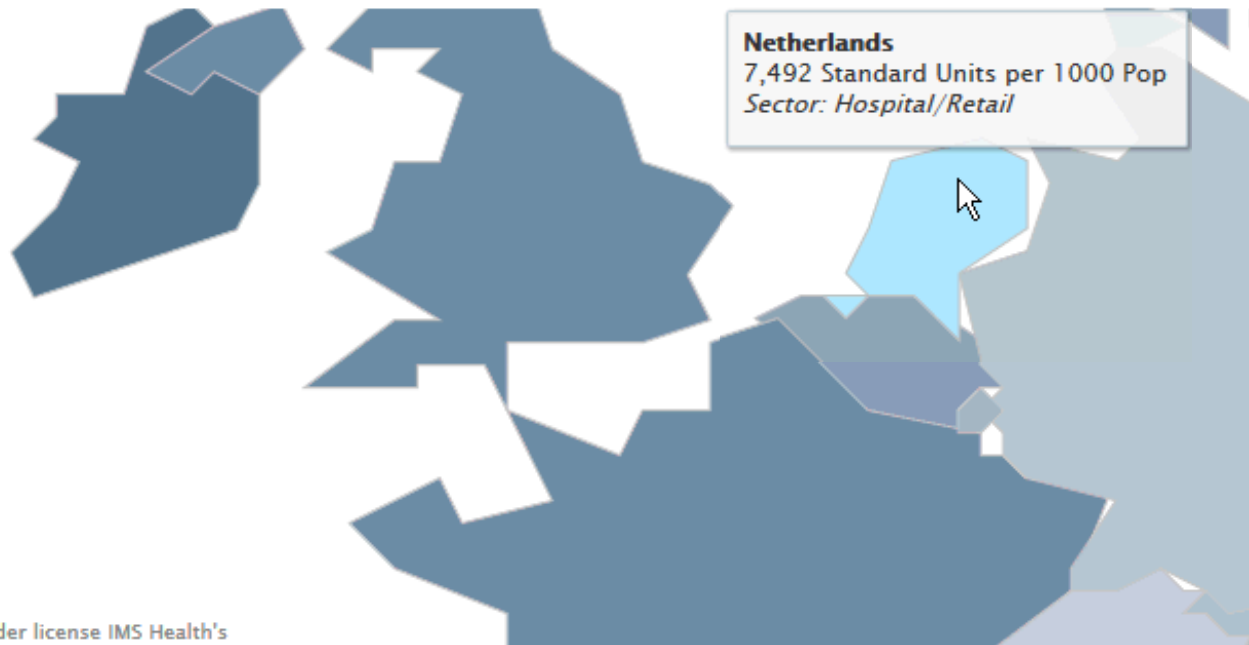 Netherlands
7,492 Standard Units per 1000 Pop
Sector: Hospital/Retail
der license IMS Health's